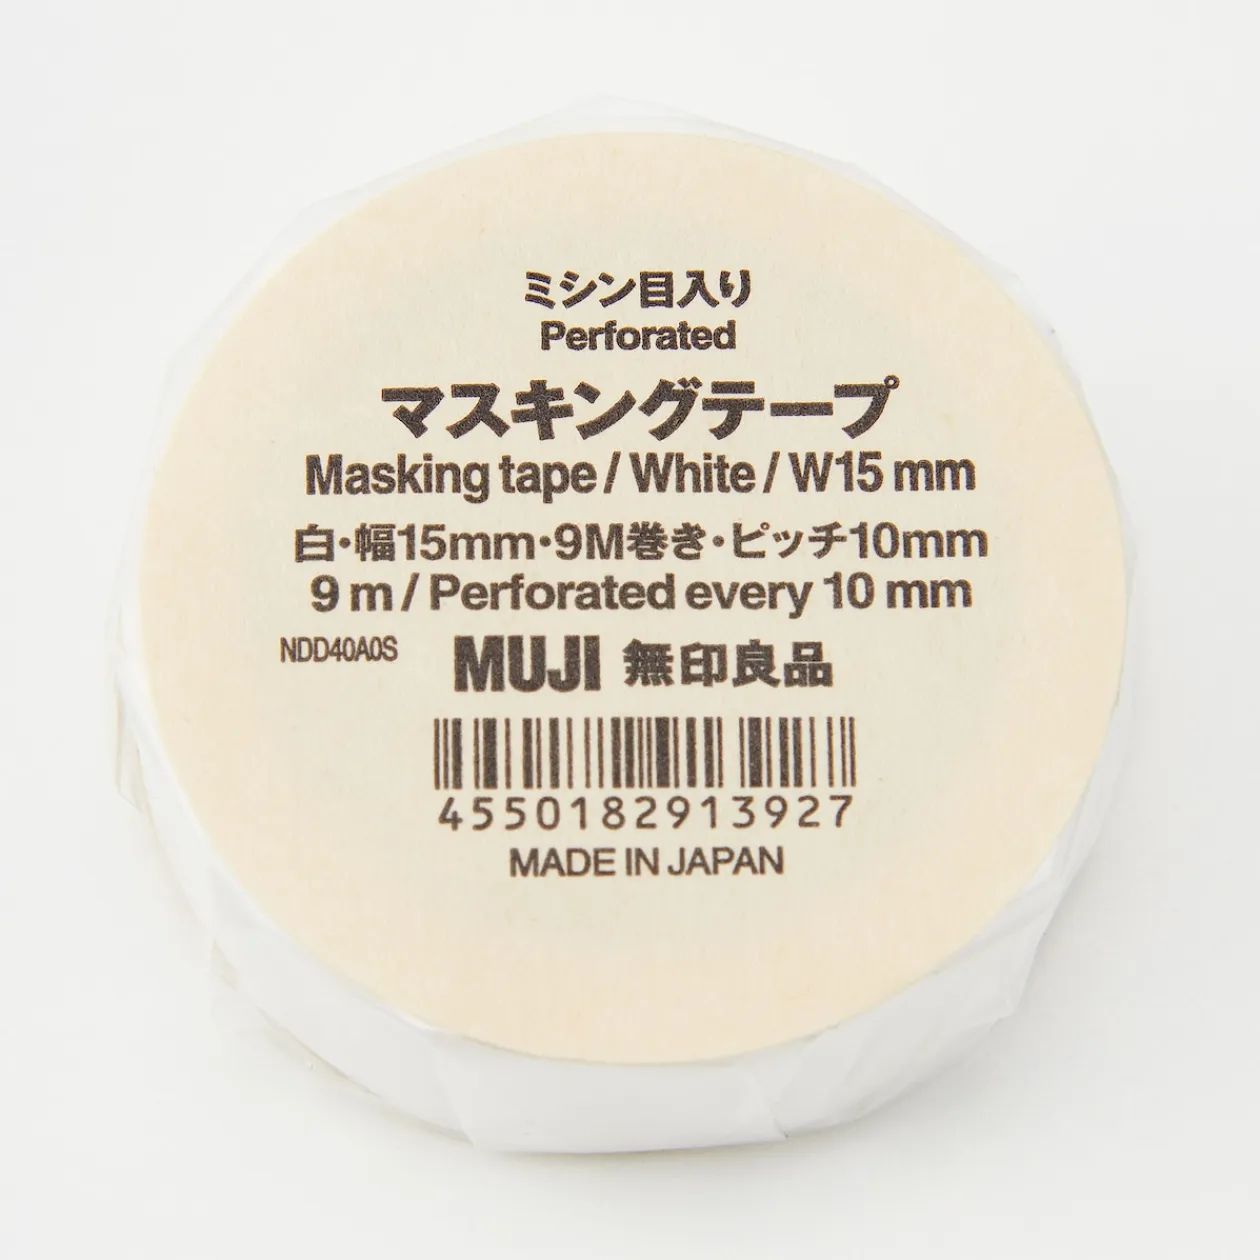 ミシン目入り
Perforated
マスキングテープ
Masking tape / White / W15 mm
白・幅15mm・9M巻き・ピッチ10mm
9 m / Perforated every 10 mm
NDD40A0S MUJI 無印良品
4550182913927
MADE IN JAPAN